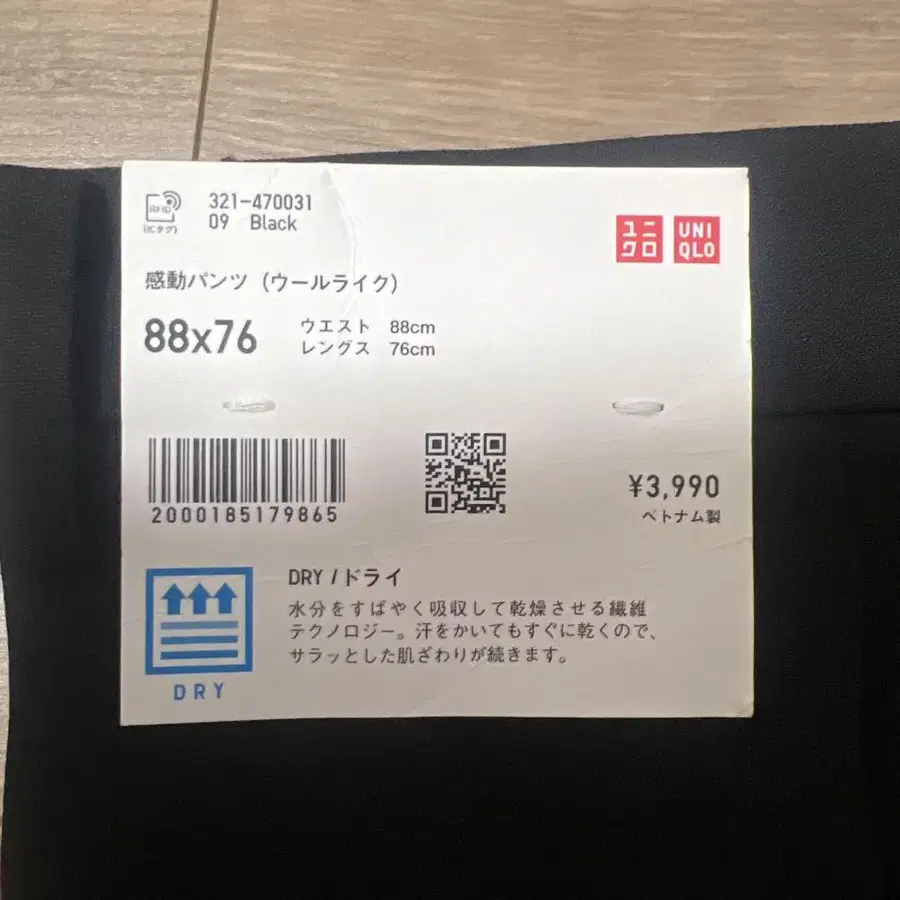 RFID
(ICタグ)
321-470031
09 Black
ユニ
クロ
UNI
QLO
感動パンツ (ウールライク)
88x76
ウエスト 88cm
レングス 76cm
2000185179865
¥3,990
ベトナム製
DRY
DRY / ドライ
水分をすばやく吸収して乾燥させる繊維
テクノロジー。汗をかいてもすぐに乾くので、
サラッとした肌ざわりが続きます。